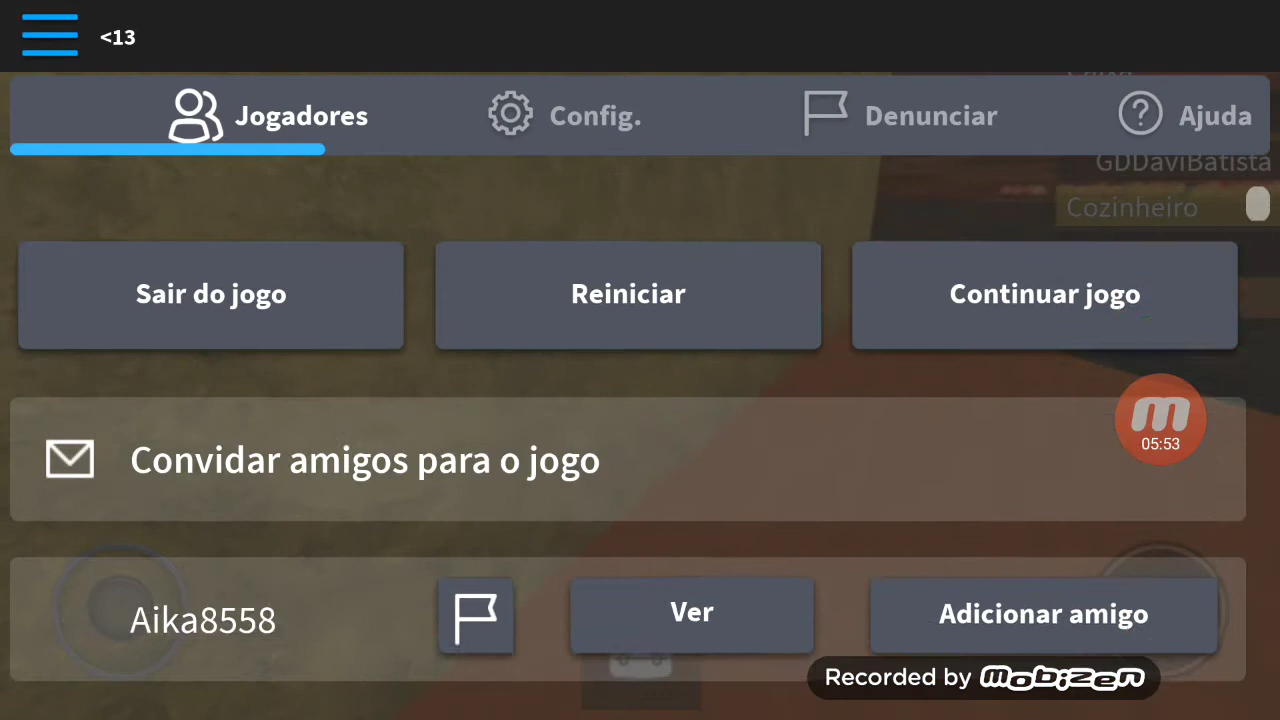 <13
Jogadores
Config.
Denunciar
Ajuda
GDDaviBatista
Cozinheiro
Sair do jogo
Reiniciar
Continuar jogo
05:53
Convidar amigos para o jogo
Aika8558
Ver
Adicionar amigo
Recorded by mobizen